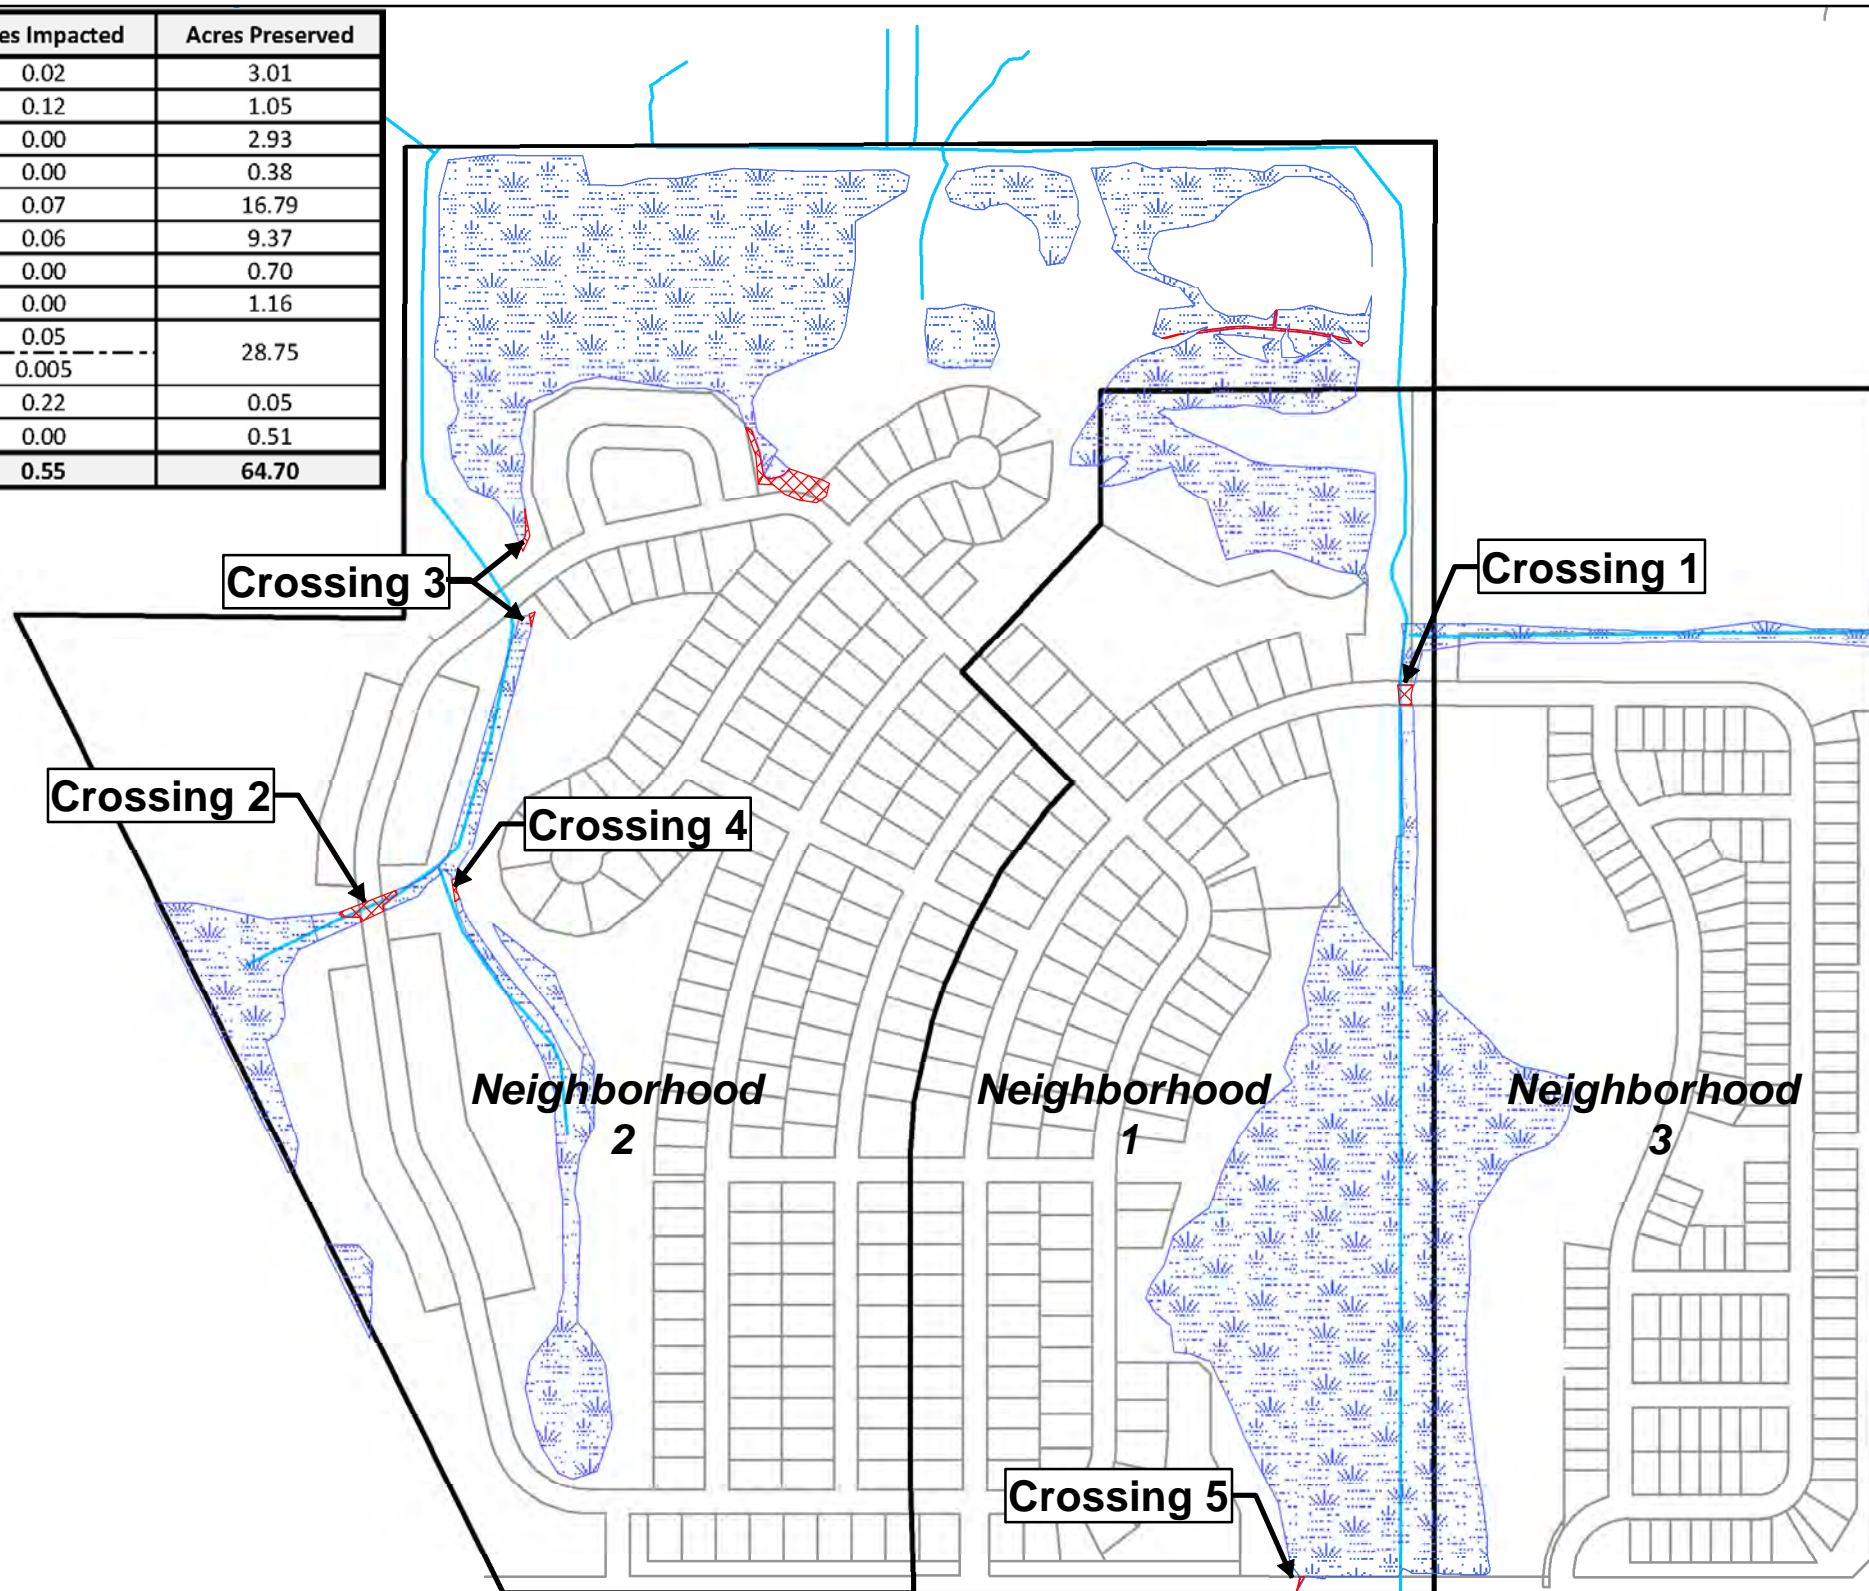 es Impacted Acres Preserved
0.02 3.01
0.12 1.05
0.00 2.93
0.00 0.38
0.07 16.79
0.06 9.37
0.00 0.70
0.00 1.16
0.05
28.75
0.005
0.22 0.05
0.00 0.51
0.55 64.70
Crossing 3
Crossing 1
Crossing 2
Crossing 4
Neighborhood
2
Neighborhood
1
Neighborhood
3
Crossing 5